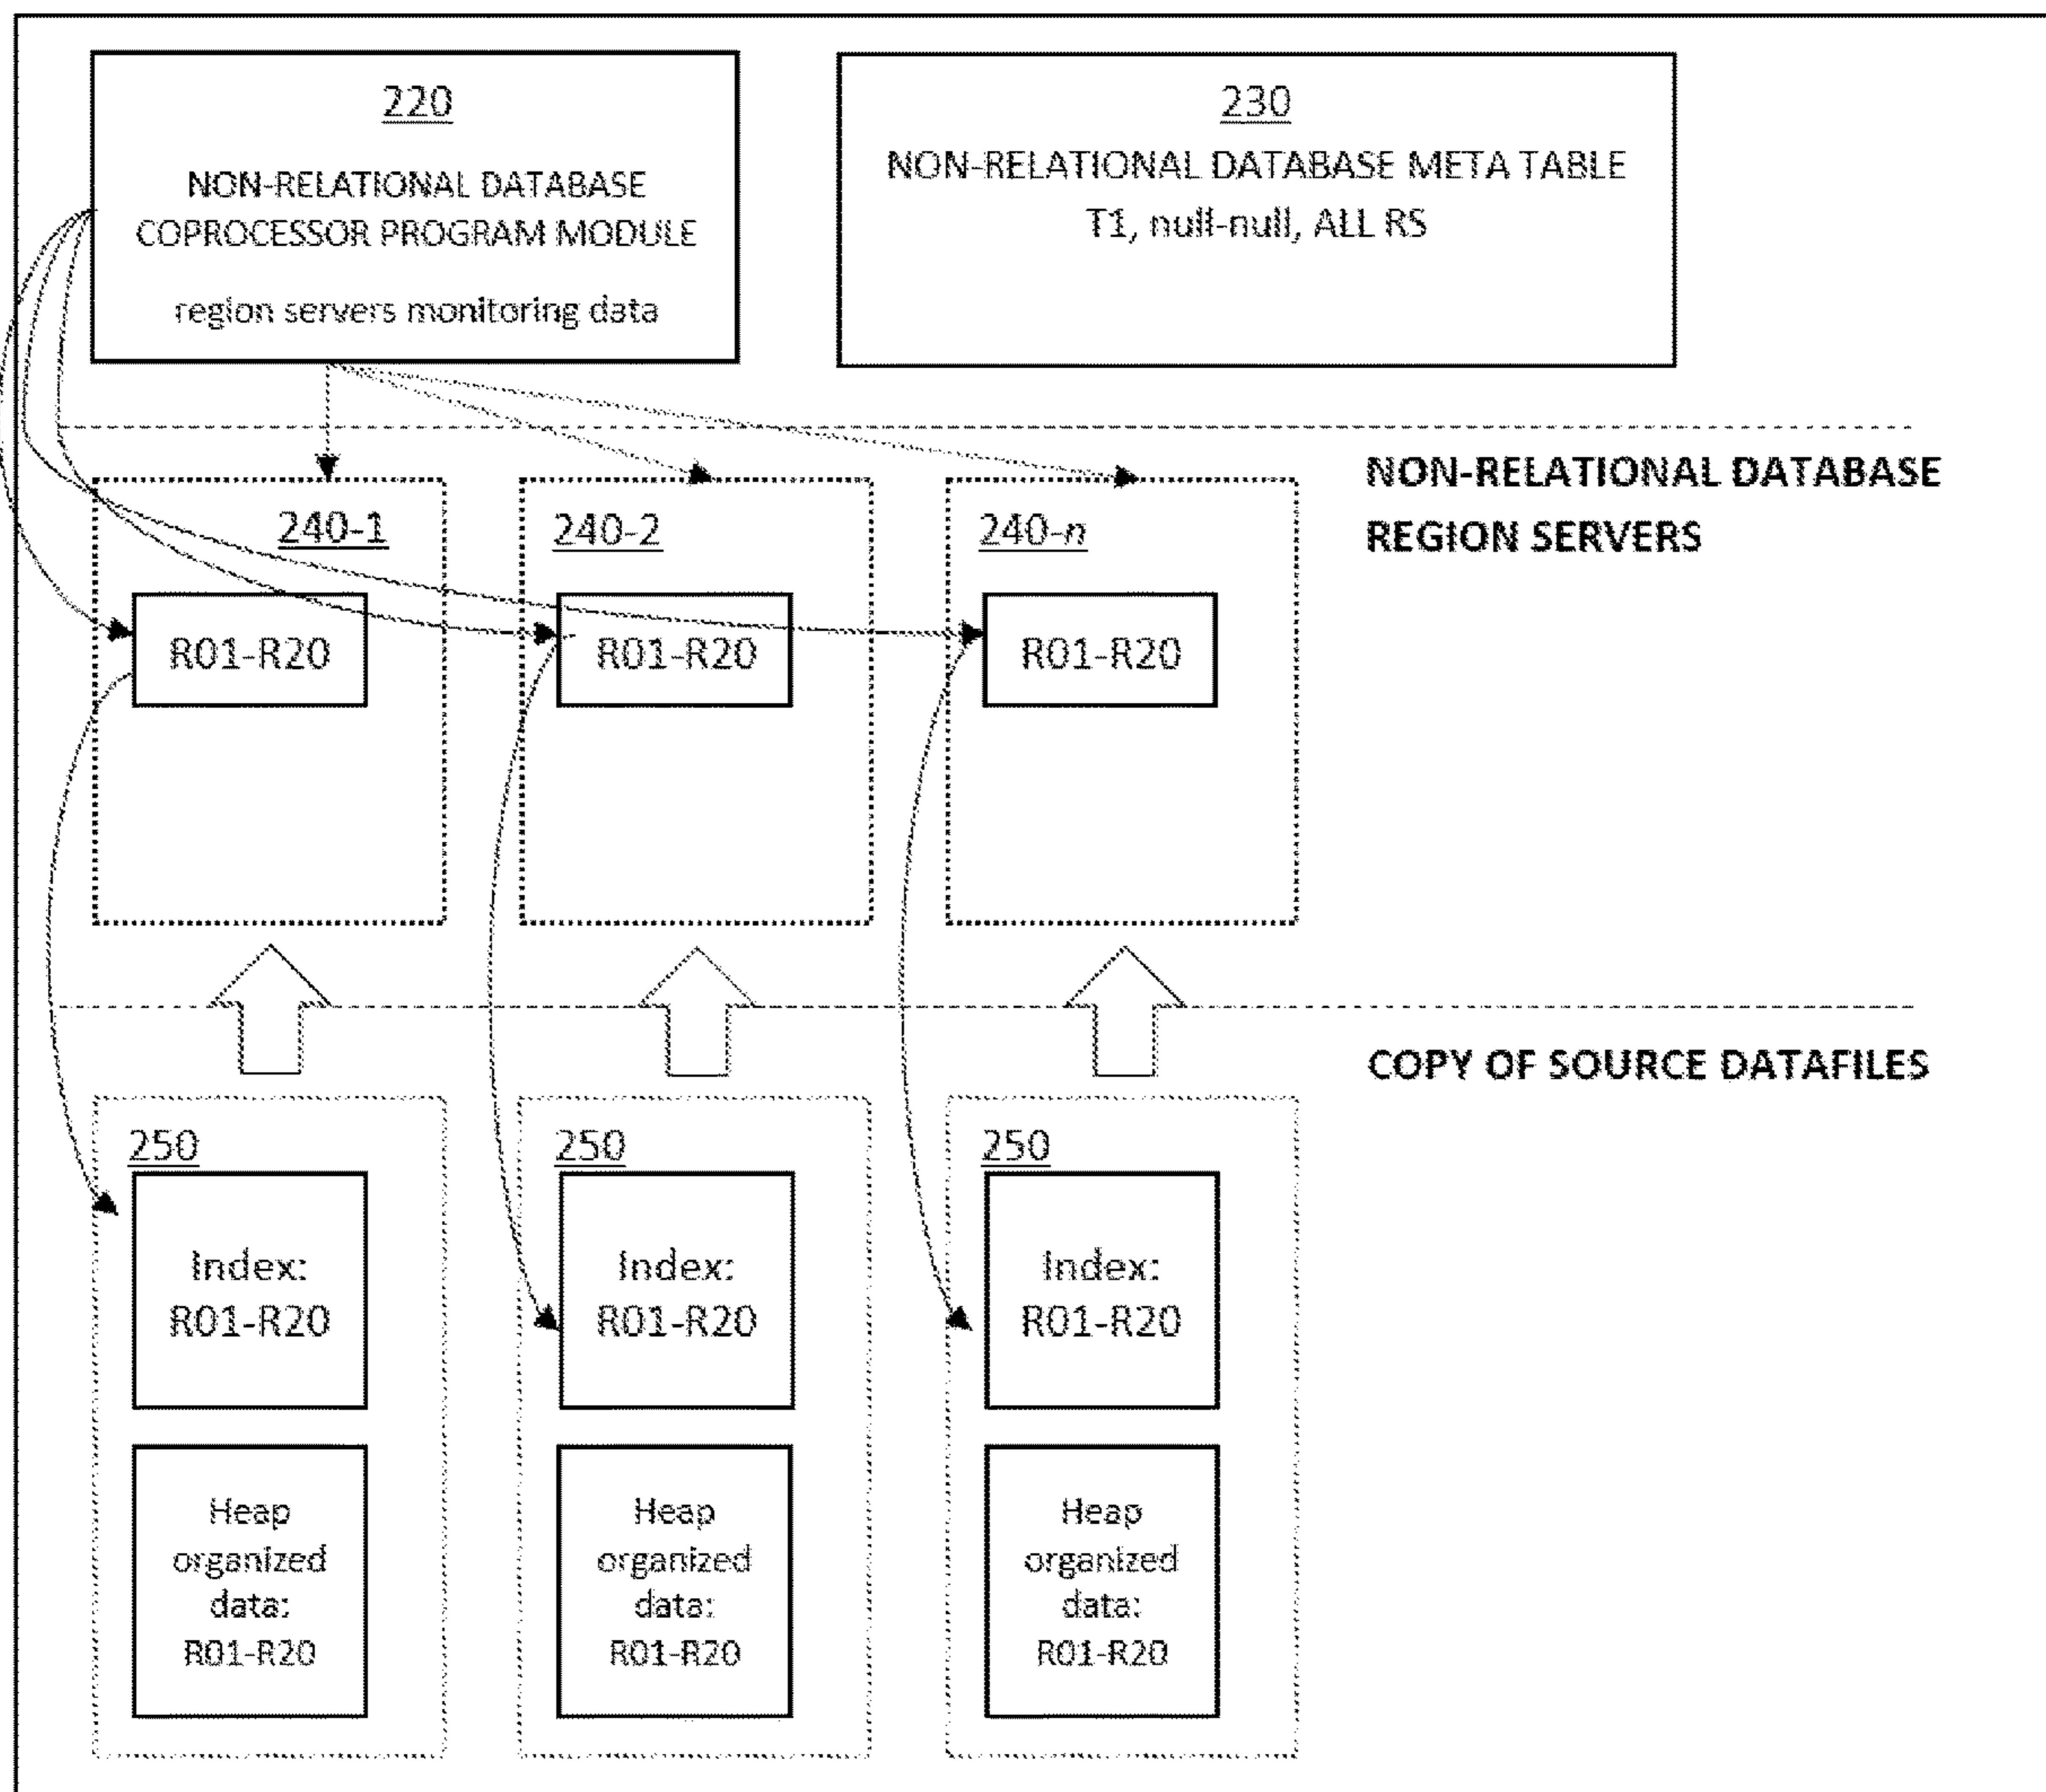 220
NON-RELATIONAL DATABASE
COPROCESSOR PROGRAM MODULE
region servers monitoring data
230
NON-RELATIONAL DATABASE META TABLE
T1, null-null, ALL RS
NON-RELATIONAL DATABASE
REGION SERVERS
240-1
R01-R20
240-2
R01-R20
240-n
R01-R20
COPY OF SOURCE DATAFILES
250
Index:
R01-R20
Heap
organized
data:
R01-R20
250
Index:
R01-R20
Heap
organized
data:
R01-R20
250
Index:
R01-R20
Heap
organized
data:
R01-R20